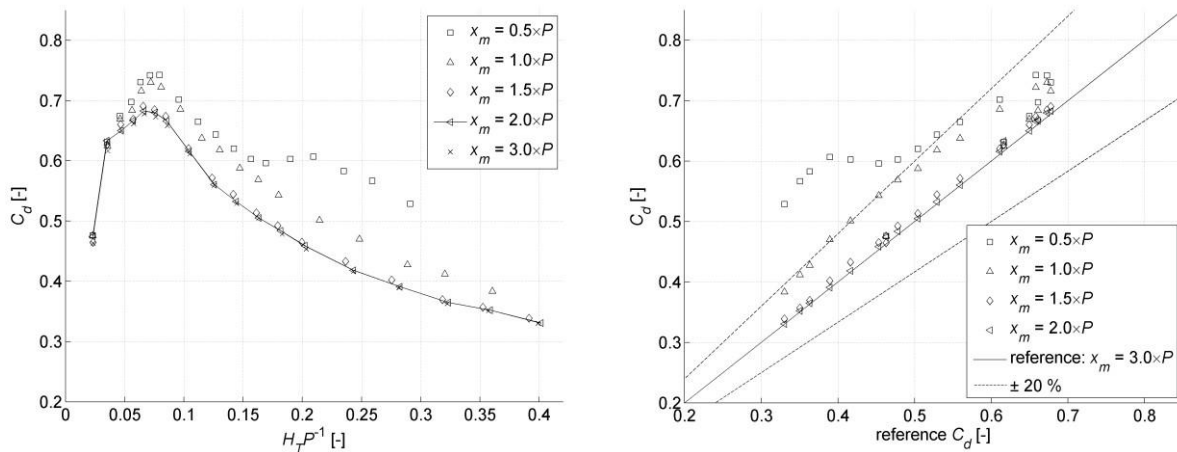 0.8
0.7
0.6
0.5
0.4
0.3
0.2
C_d [-]
0
0.05
0.1
0.15
0.2
0.25
0.3
0.35
0.4
H_T P^-1 [-]
x_m = 0.5×P
x_m = 1.0×P
x_m = 1.5×P
x_m = 2.0×P
x_m = 3.0×P
0.8
0.7
0.6
0.5
0.4
0.3
0.2
C_d [-]
0.2
0.3
0.4
0.5
0.6
0.7
0.8
reference C_d [-]
x_m = 0.5×P
x_m = 1.0×P
x_m = 1.5×P
x_m = 2.0×P
reference: x_m = 3.0×P
± 20 %